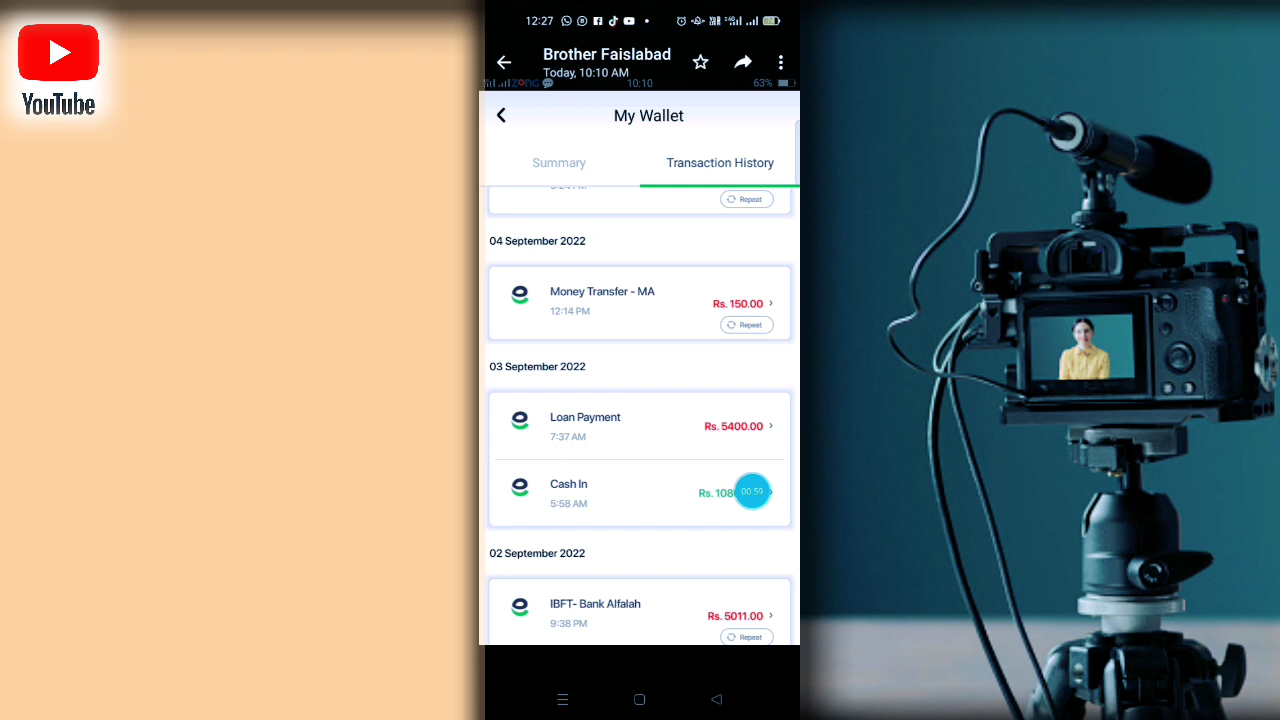 YouTube
12:27
Brother Faislabad
Today, 10:10 AM
ZONG 10:10 63%
My Wallet
Summary Transaction History
Repeat
04 September 2022
Money Transfer - MA
Rs. 150.00
12:14 PM
Repeat
03 September 2022
Loan Payment
Rs. 5400.00
7:37 AM
Cash In
Rs. 00:59
5:58 AM
02 September 2022
IBFT- Bank Alfalah
Rs. 5011.00
9:38 PM
Repeat